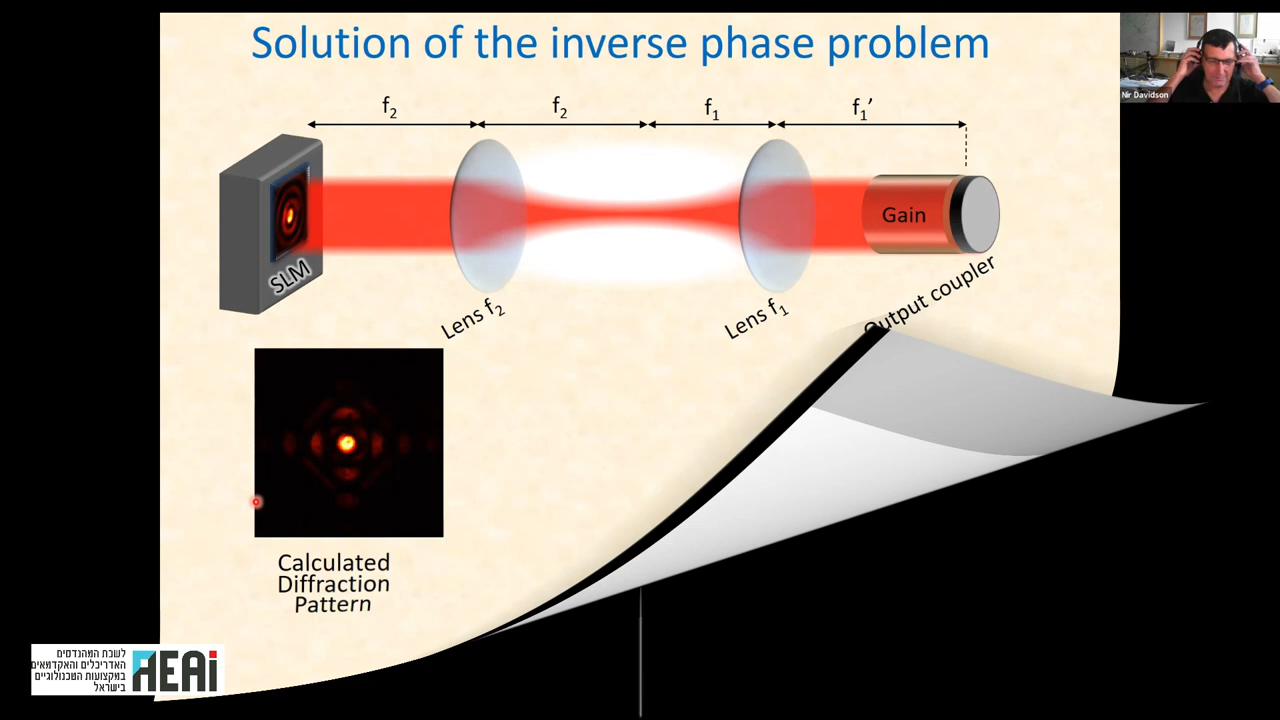 Solution of the inverse phase problem
Nir Davidson
f2
f2
f1
f1’
Gain
SLM
Lens f2
Lens f1
Output coupler
Calculated
Diffraction
Pattern
לשכת המהנדסים
האדריכלים והאקדמאים
במקצועות הטכנולוגיים
בישראל
AEAi